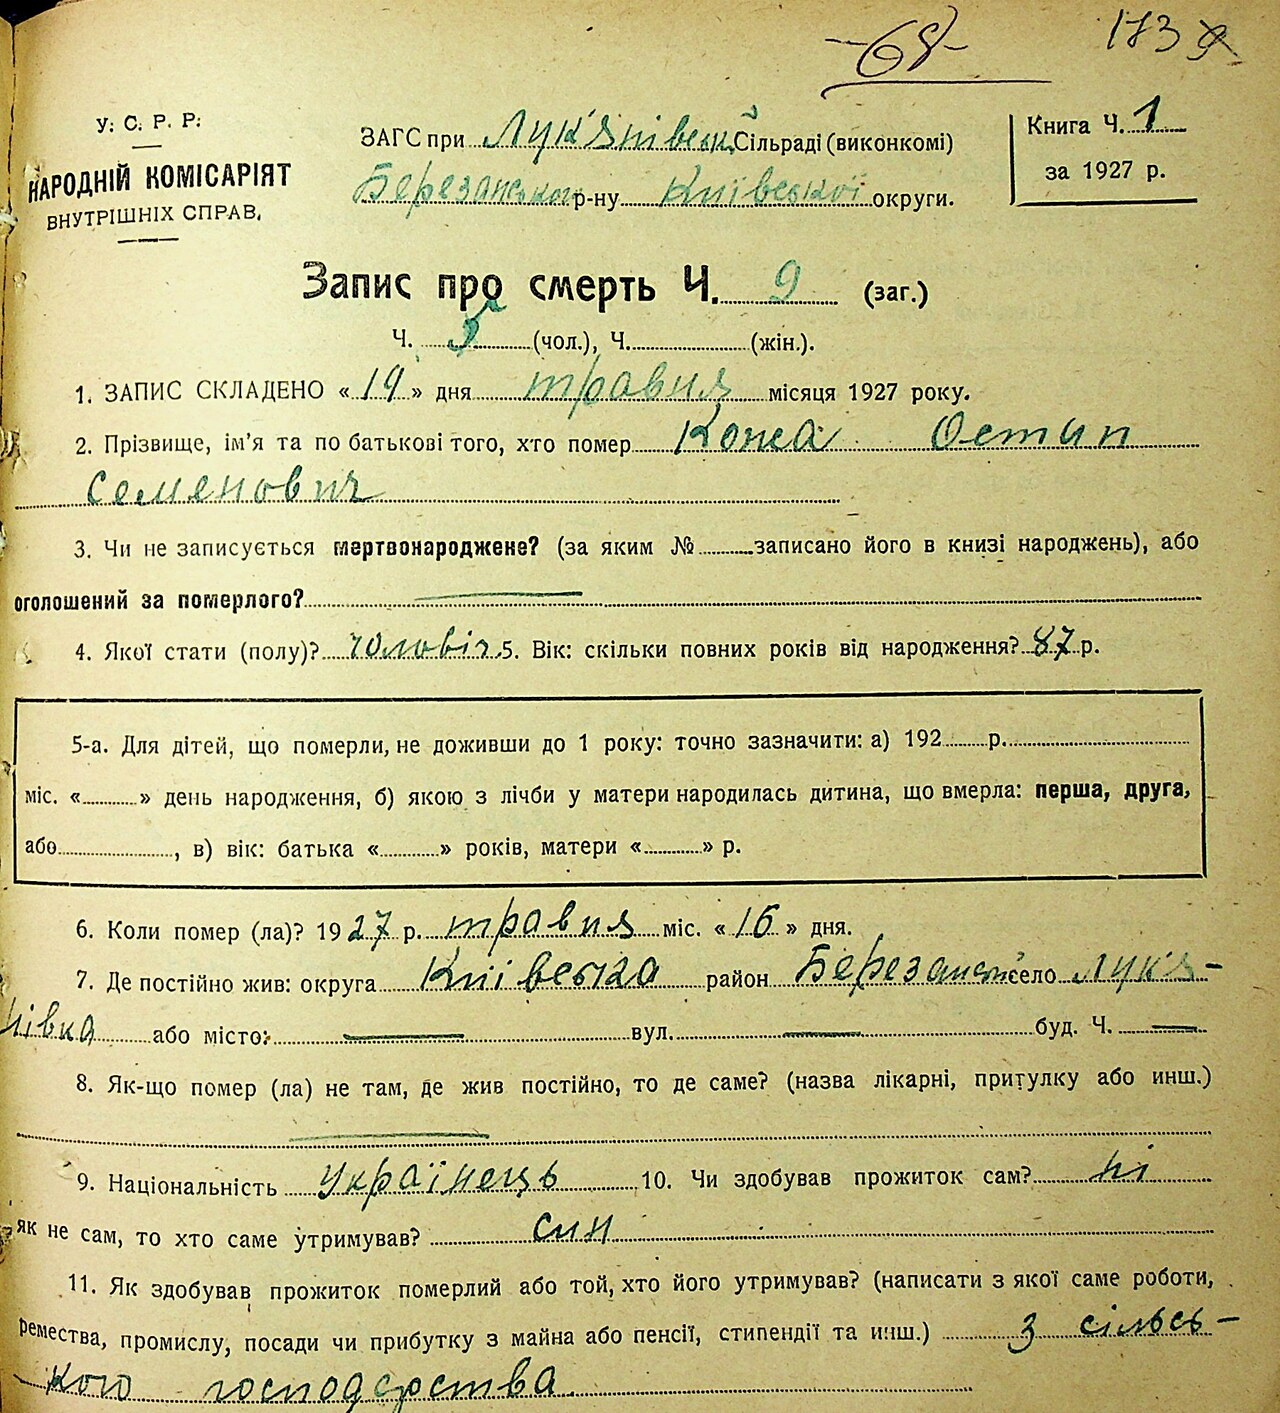 -68- 173
У. С. Р. Р.
НАРОДНІЙ КОМІСАРІЯТ
ВНУТРІШНІХ СПРАВ.
ЗАГС при Лук'янівськ. Сільраді (виконкомі)
Березанського р-ну Київської округи.
Книга Ч. 1
за 1927 р.
Запис про смерть Ч. 9 (заг.)
Ч. 5 (чол.), Ч. (жін.).
1. ЗАПИС СКЛАДЕНО «19» дня травня місяця 1927 року.
2. Прізвище, ім'я та по батькові того, хто помер Кожа Остап
Семенович
3. Чи не записується мертвонароджене? (за яким № записано його в книзі народжень), або
оголошений за померлого? —
4. Якої стати (полу)? чоловіч. 5. Вік: скільки повних років від народження? 87 р.
5-а. Для дітей, що померли, не доживши до 1 року: точно зазначити: а) 192 р.
міс. « » день народження, б) якою з лічби у матери народилась дитина, що вмерла: перша, друга,
або , в) вік: батька « » років, матери « » р.
6. Коли помер (ла)? 1927 р. травня міс. «16» дня.
7. Де постійно жив: округа Київська район Березанськ село Лук'я-
нівка або місто: — вул. — буд. Ч. —
8. Як-що помер (ла) не там, де жив постійно, то де саме? (назва лікарні, притулку або инш.)
—
9. Національність Українець 10. Чи здобував прожиток сам? ні
як не сам, то хто саме утримував? син
11. Як здобував прожиток померлий або той, хто його утримував? (написати з якої саме роботи,
ремества, промислу, посади чи прибутку з майна або пенсії, стипендії та инш.) з сільсь-
кого господарства